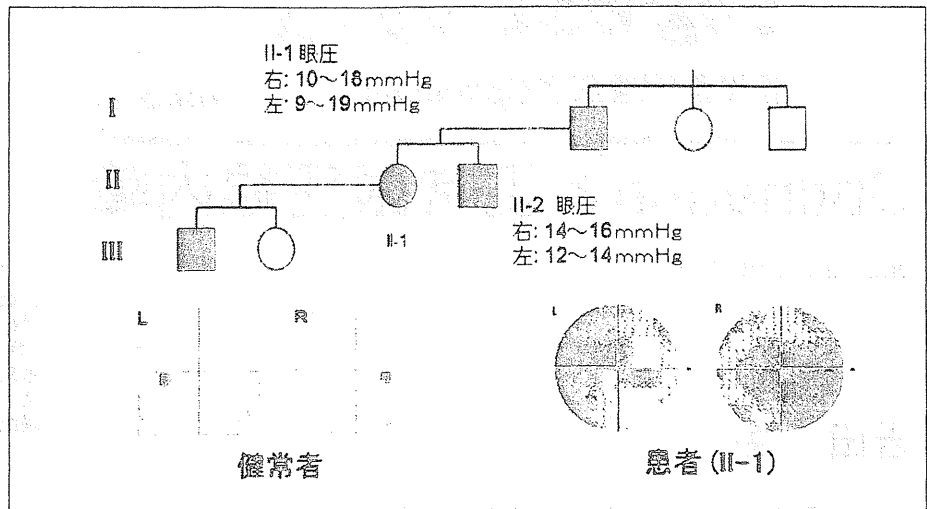 II-1 眼圧
右: 10～18mmHg
左: 9～19mmHg
I
II
II-1
II-2 眼圧
右: 14～16mmHg
左: 12～14mmHg
III
L
R
L
R
健常者
患者 (II-1)